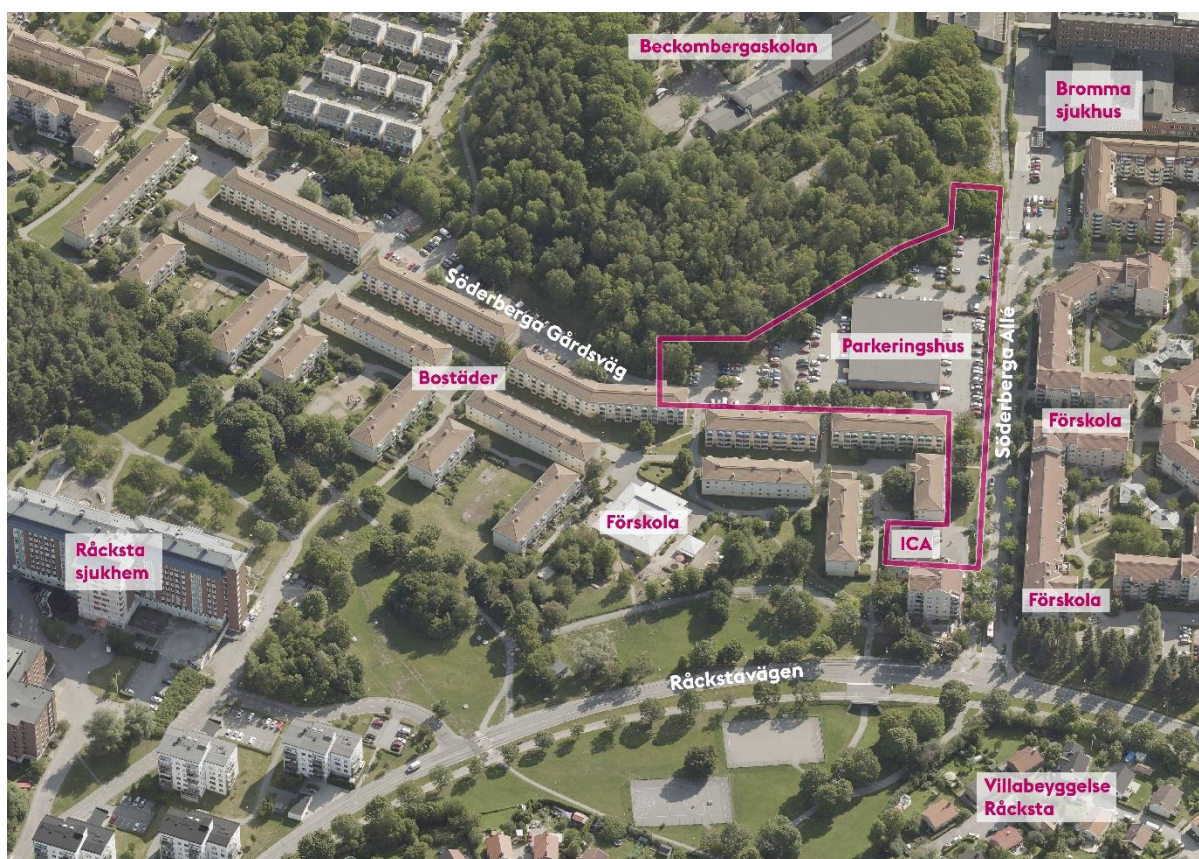 Beckombergaskolan
Bromma
sjukhus
Söderberga Gårdsväg
Parkeringshus
Söderberga Allé
Bostäder
Förskola
Förskola
ICA
Råcksta
sjukhem
Förskola
Råckstavägen
Villabeyggelse
Råcksta